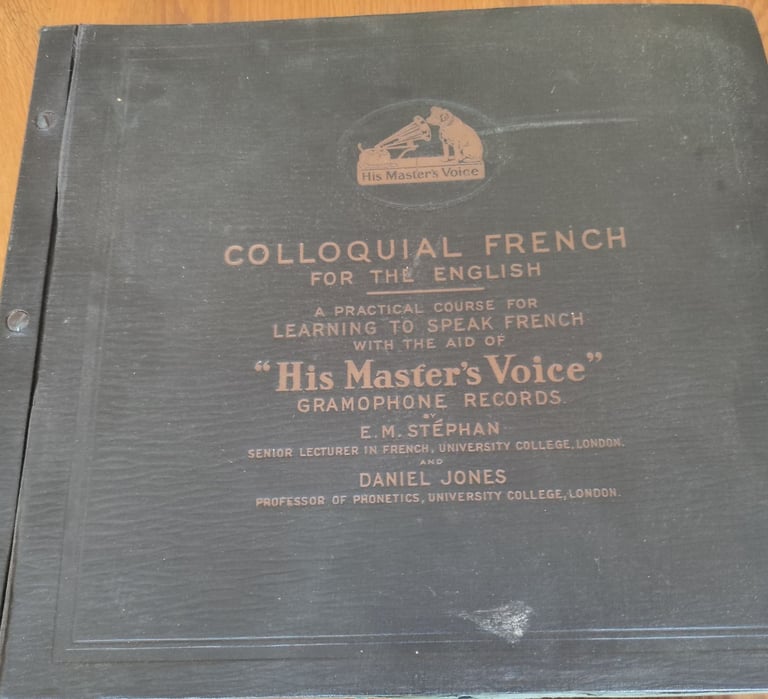 His Master's Voice
COLLOQUIAL FRENCH
FOR THE ENGLISH
A PRACTICAL COURSE FOR
LEARNING TO SPEAK FRENCH
WITH THE AID OF
“His Master's Voice”
GRAMOPHONE RECORDS.
BY
E. M. STÉPHAN
SENIOR LECTURER IN FRENCH, UNIVERSITY COLLEGE, LONDON.
AND
DANIEL JONES
PROFESSOR OF PHONETICS, UNIVERSITY COLLEGE, LONDON.